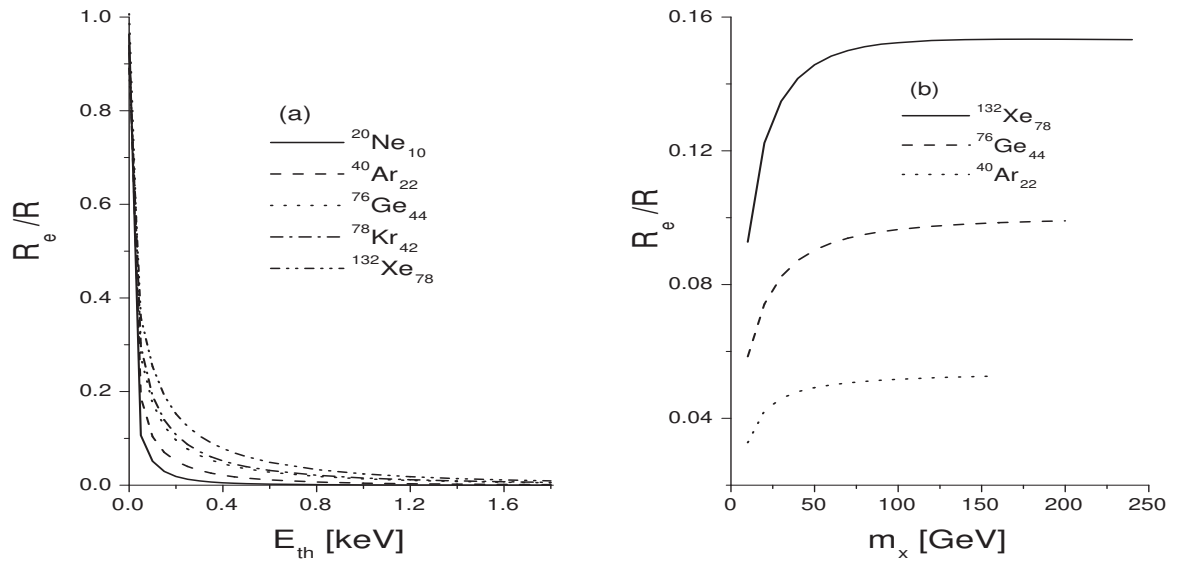 1.0
0.8
0.6
0.4
0.2
0.0
R_e/R
(a)
²⁰Ne₁₀
⁴⁰Ar₂₂
⁷⁶Ge₄₄
⁷⁸Kr₄₂
¹³²Xe₇₈
0.0 0.4 0.8 1.2 1.6
E_th [keV]
0.16
0.12
0.08
0.04
R_e/R
(b)
¹³²Xe₇₈
⁷⁶Ge₄₄
⁴⁰Ar₂₂
0 50 100 150 200 250
m_x [GeV]